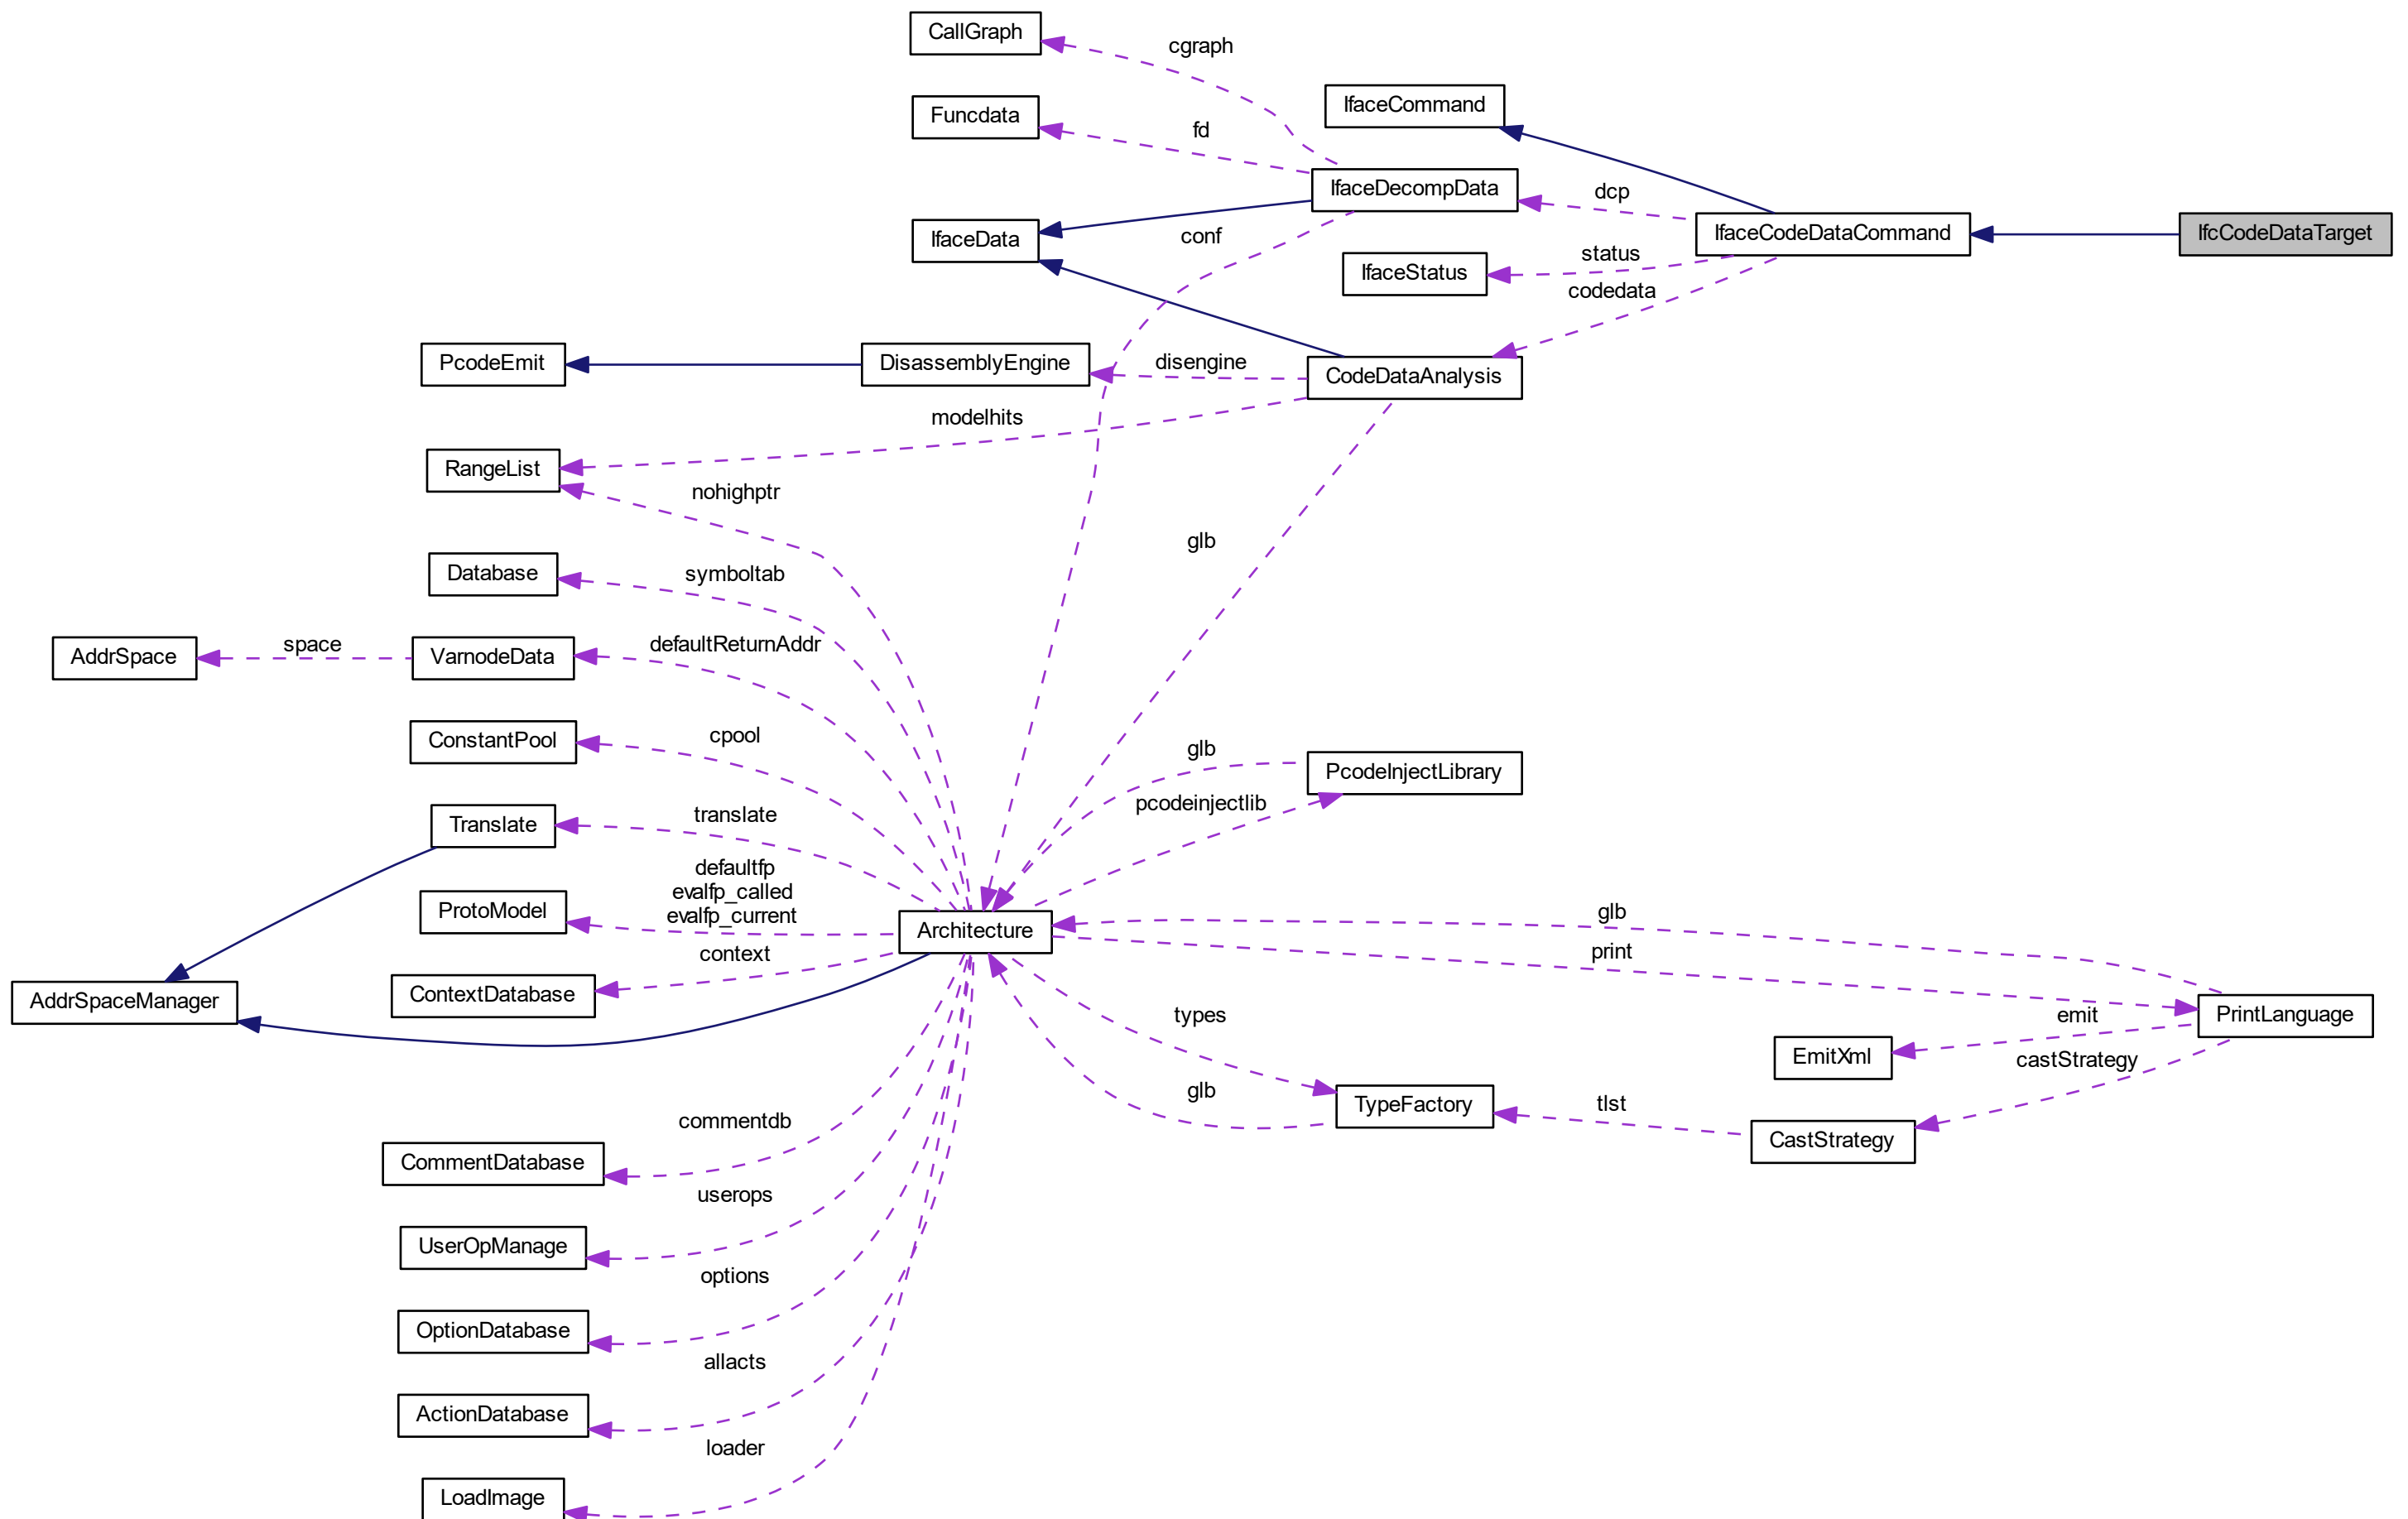 CallGraph
cgraph
IfaceCommand
Funcdata
fd
IfaceDecompData
dcp
IfaceData
conf
IfaceCodeDataCommand
IfcCodeDataTarget
status
IfaceStatus
codedata
PcodeEmit
DisassemblyEngine
disengine
CodeDataAnalysis
modelhits
RangeList
nohighptr
glb
Database
symboltab
AddrSpace
space
VarnodeData
defaultReturnAddr
ConstantPool
cpool
glb
PcodeInjectLibrary
pcodeinjectlib
Translate
translate
defaultfp
evalfp_called
evalfp_current
ProtoModel
Architecture
glb
print
context
AddrSpaceManager
ContextDatabase
types
PrintLanguage
emit
EmitXml
castStrategy
glb
TypeFactory
tlst
CastStrategy
commentdb
CommentDatabase
userops
UserOpManage
options
OptionDatabase
allacts
ActionDatabase
loader
LoadImage